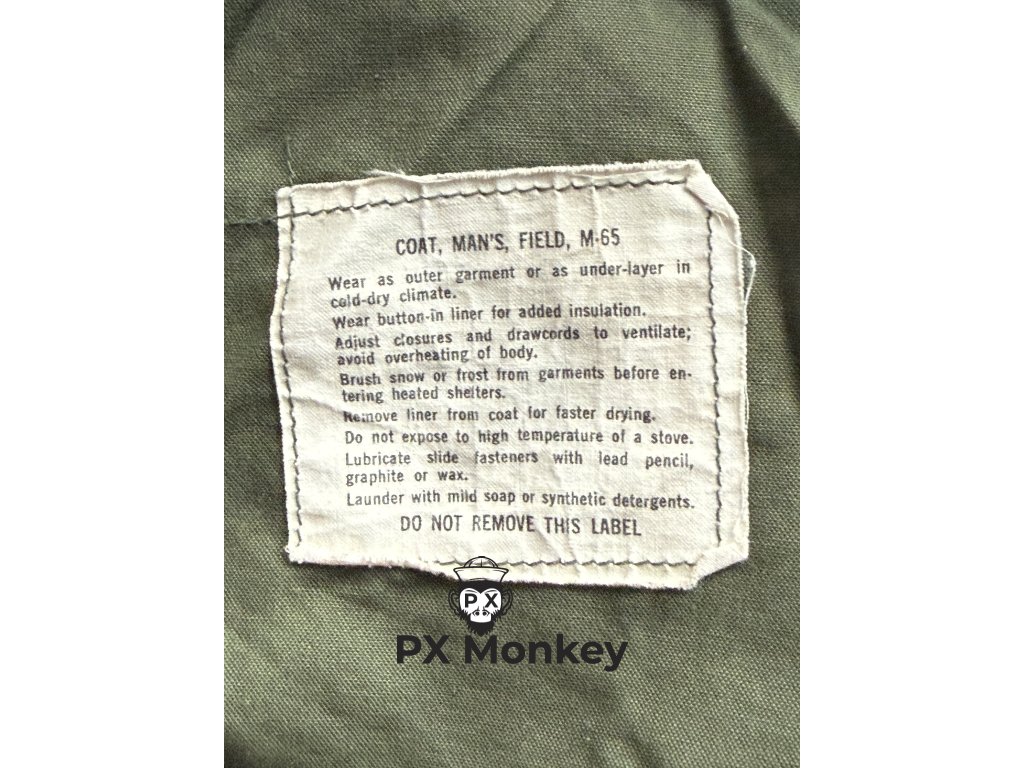 COAT, MAN'S, FIELD, M-65
Wear as outer garment or as under-layer in
cold-dry climate.
Wear button-in liner for added insulation.
Adjust closures and drawcords to ventilate;
avoid overheating of body.
Brush snow or frost from garments before en-
tering heated shelters.
Remove liner from coat for faster drying.
Do not expose to high temperature of a stove.
Lubricate slide fasteners with lead pencil,
graphite or wax.
Launder with mild soap or synthetic detergents.
DO NOT REMOVE THIS LABEL
PX
PX Monkey